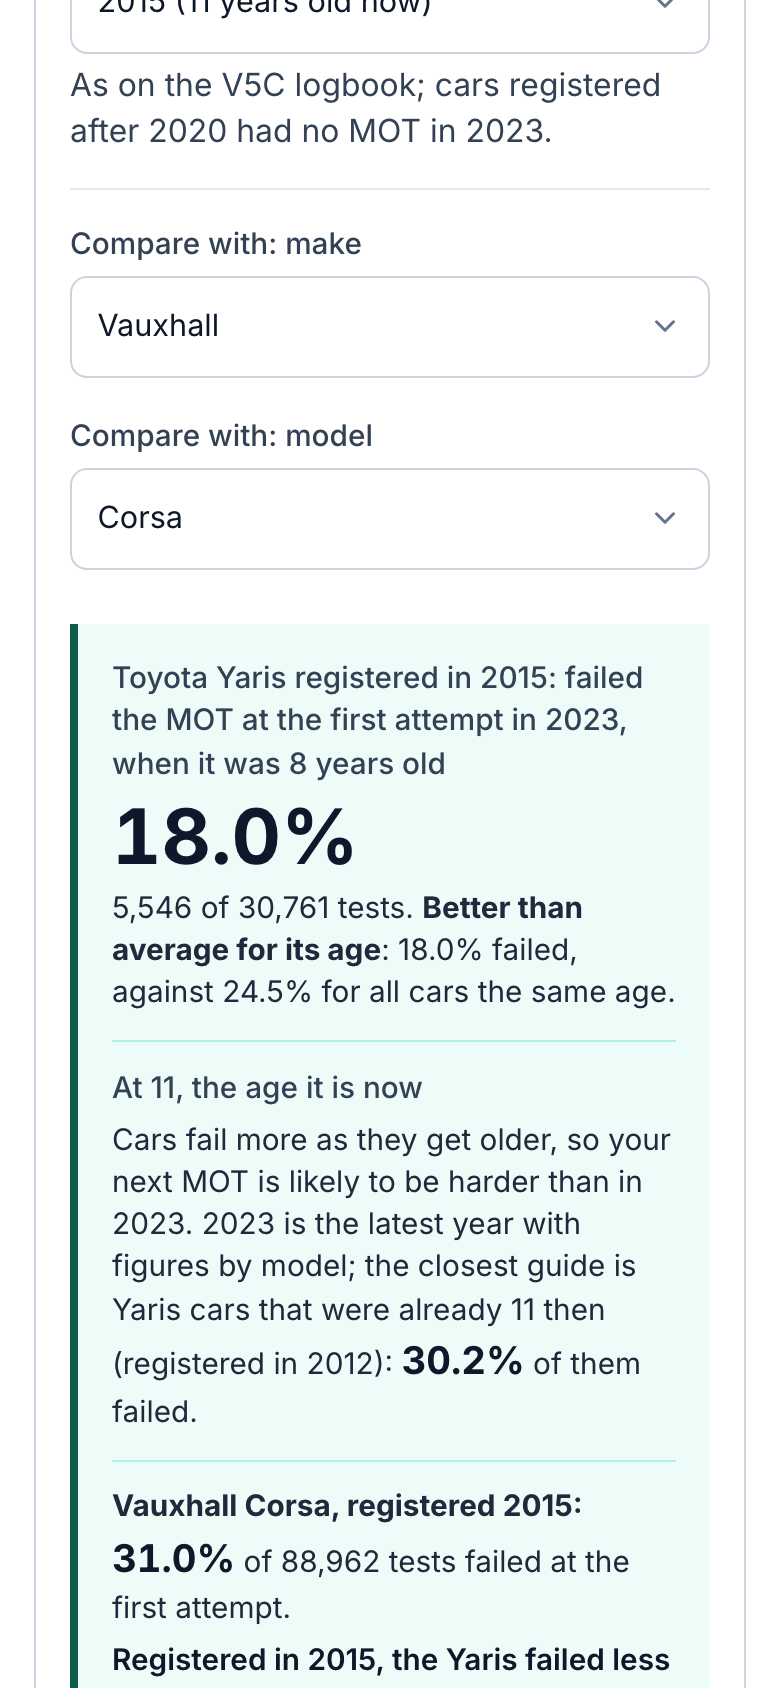 2015 (11 years old now)
As on the V5C logbook; cars registered
after 2020 had no MOT in 2023.
Compare with: make
Vauxhall
Compare with: model
Corsa
Toyota Yaris registered in 2015: failed
the MOT at the first attempt in 2023,
when it was 8 years old
18.0%
5,546 of 30,761 tests. Better than
average for its age: 18.0% failed,
against 24.5% for all cars the same age.
At 11, the age it is now
Cars fail more as they get older, so your
next MOT is likely to be harder than in
2023. 2023 is the latest year with
figures by model; the closest guide is
Yaris cars that were already 11 then
(registered in 2012): 30.2% of them
failed.
Vauxhall Corsa, registered 2015:
31.0% of 88,962 tests failed at the
first attempt.
Registered in 2015, the Yaris failed less